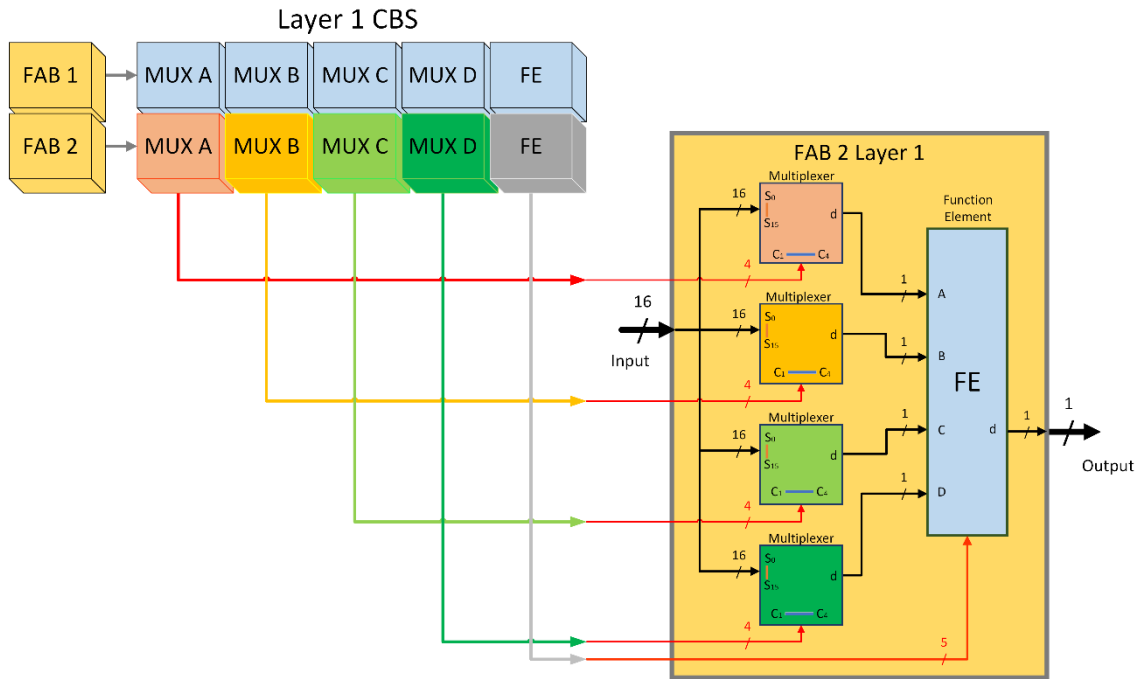 Layer 1 CBS
FAB 1
MUX A
MUX B
MUX C
MUX D
FE
FAB 2
MUX A
MUX B
MUX C
MUX D
FE
FAB 2 Layer 1
Multiplexer
16
S0
S15
d
C1
C4
4
Function
Element
1
A
16
Input
Multiplexer
16
S0
S15
d
C1
C4
4
1
B
FE
Multiplexer
16
S0
S15
d
C1
C4
4
1
C
d
1
1
Output
Multiplexer
16
S0
S15
d
C1
C4
4
1
D
5